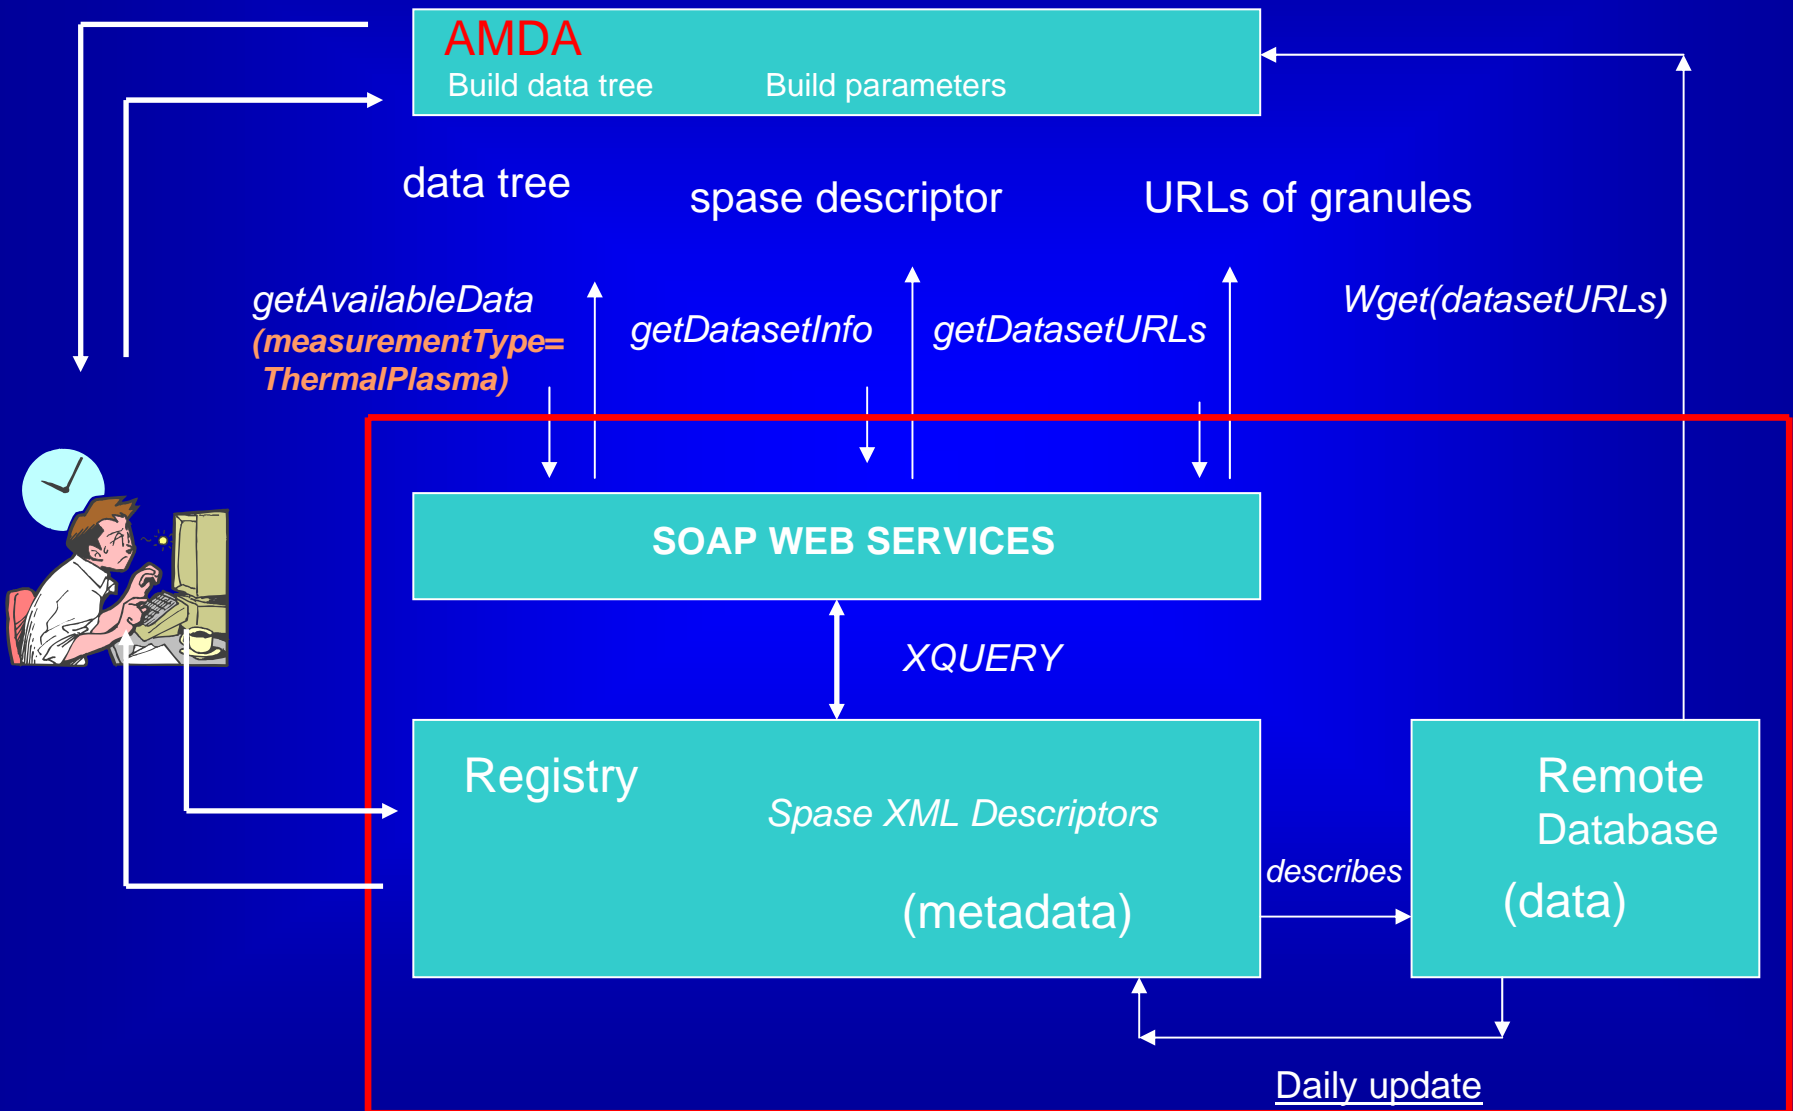 AMDA
Build data tree Build parameters
data tree
spase descriptor
URLs of granules
getAvailableData
(measurementType=
ThermalPlasma)
getDatasetInfo
getDatasetURLs
Wget(datasetURLs)
SOAP WEB SERVICES
XQUERY
Registry
Spase XML Descriptors
(metadata)
describes
Remote
Database
(data)
Daily update